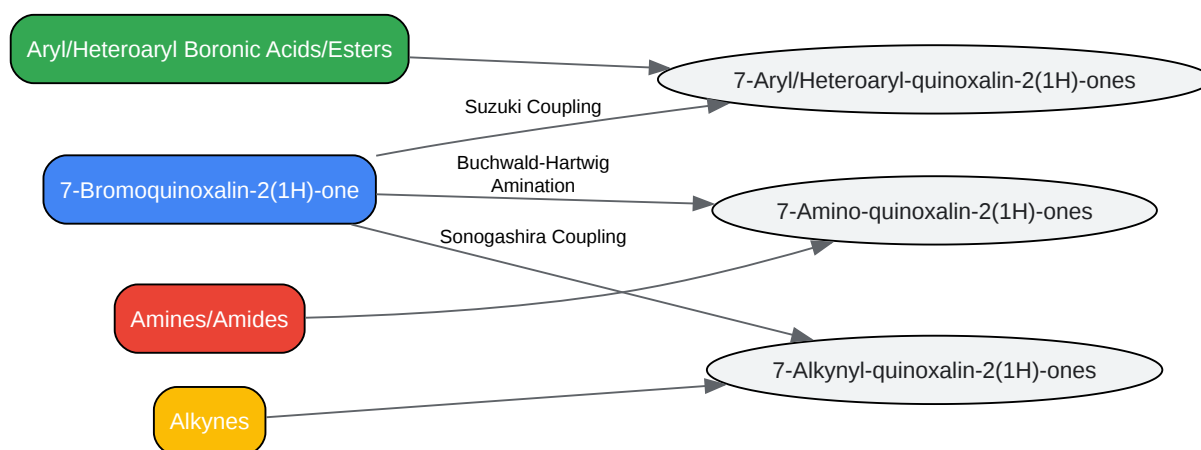 Aryl/Heteroaryl Boronic Acids/Esters
7-Aryl/Heteroaryl-quinoxalin-2(1H)-ones
Suzuki Coupling
7-Bromoquinoxalin-2(1H)-one
Buchwald-Hartwig
Amination
7-Amino-quinoxalin-2(1H)-ones
Sonogashira Coupling
Amines/Amides
7-Alkynyl-quinoxalin-2(1H)-ones
Alkynes